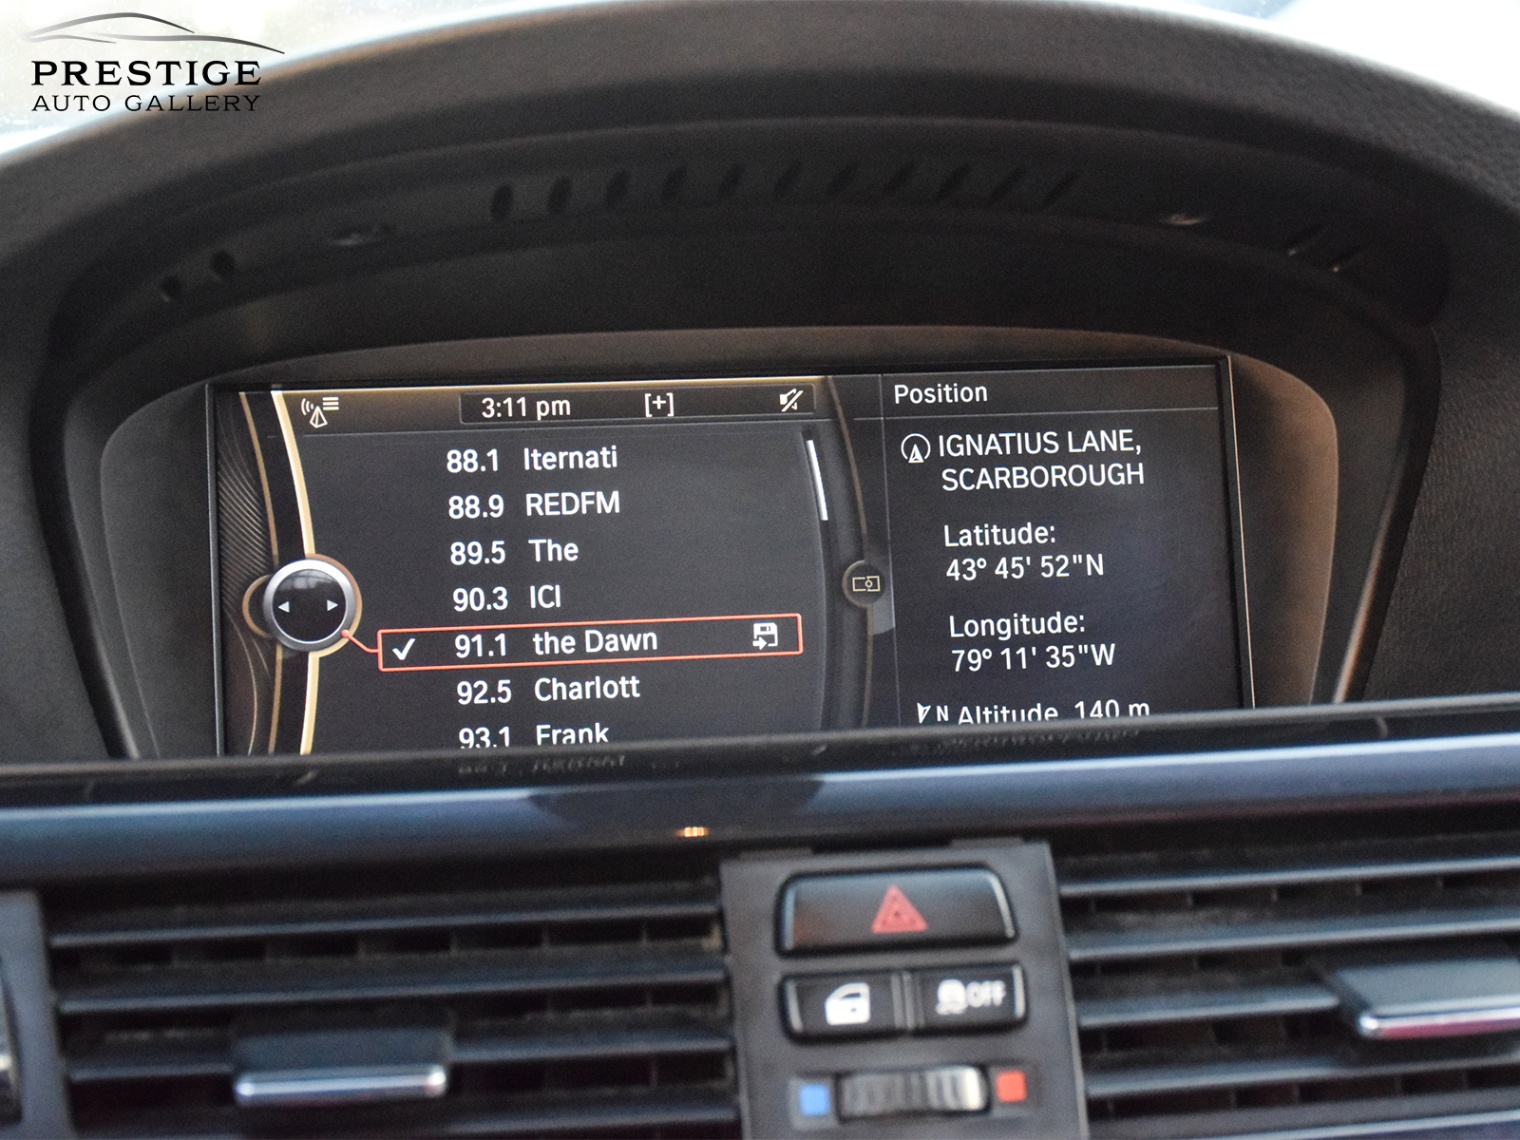 PRESTIGE
AUTO GALLERY
3:11 pm [+]
88.1 Iternati
88.9 REDFM
89.5 The
90.3 ICI
91.1 the Dawn
92.5 Charlott
93.1 Frank
Position
IGNATIUS LANE,
SCARBOROUGH
Latitude:
43° 45' 52"N
Longitude:
79° 11' 35"W
N Altitude 140 m
OFF